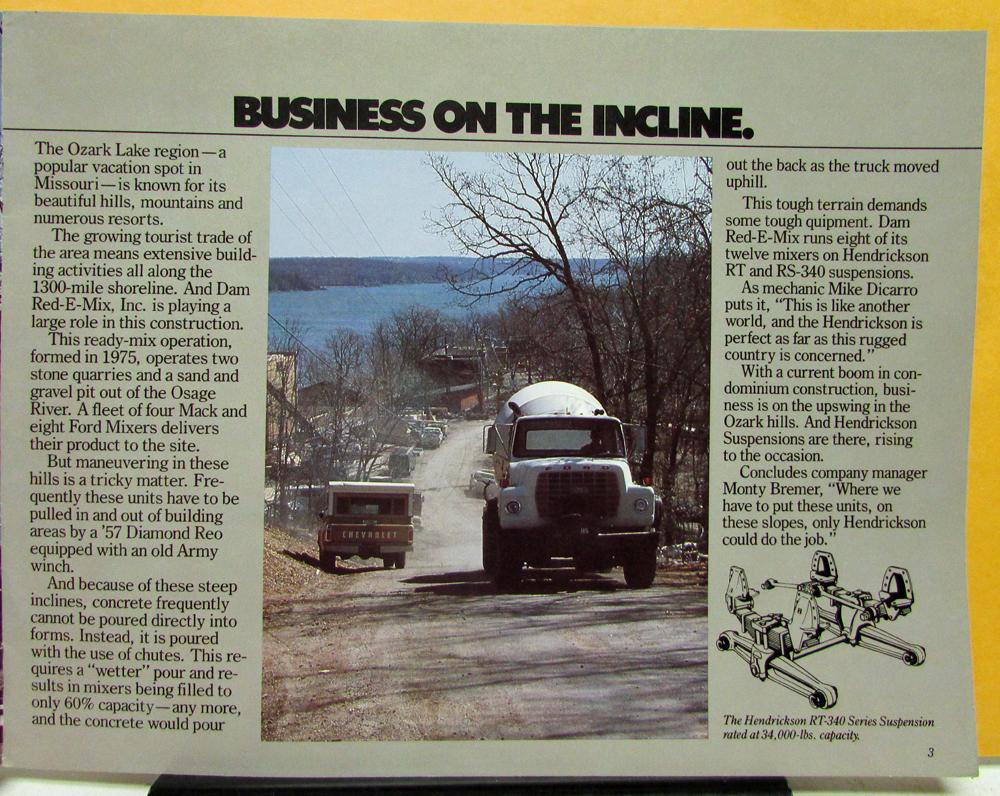 BUSINESS ON THE INCLINE.
The Ozark Lake region—a
popular vacation spot in
Missouri—is known for its
beautiful hills, mountains and
numerous resorts.
The growing tourist trade of
the area means extensive build-
ing activities all along the
1300-mile shoreline. And Dam
Red-E-Mix, Inc. is playing a
large role in this construction.
This ready-mix operation,
formed in 1975, operates two
stone quarries and a sand and
gravel pit out of the Osage
River. A fleet of four Mack and
eight Ford Mixers delivers
their product to the site.
But maneuvering in these
hills is a tricky matter. Fre-
quently these units have to be
pulled in and out of building
areas by a '57 Diamond Reo
equipped with an old Army
winch.
And because of these steep
inclines, concrete frequently
cannot be poured directly into
forms. Instead, it is poured
with the use of chutes. This re-
quires a "wetter" pour and re-
sults in mixers being filled to
only 60% capacity—any more,
and the concrete would pour
CHEVROLET
FORD
out the back as the truck moved
uphill.
This tough terrain demands
some tough quipment. Dam
Red-E-Mix runs eight of its
twelve mixers on Hendrickson
RT and RS-340 suspensions.
As mechanic Mike Dicarro
puts it, "This is like another
world, and the Hendrickson is
perfect as far as this rugged
country is concerned."
With a current boom in con-
dominium construction, busi-
ness is on the upswing in the
Ozark hills. And Hendrickson
Suspensions are there, rising
to the occasion.
Concludes company manager
Monty Bremer, "Where we
have to put these units, on
these slopes, only Hendrickson
could do the job."
The Hendrickson RT-340 Series Suspension
rated at 34,000-lbs. capacity.
3